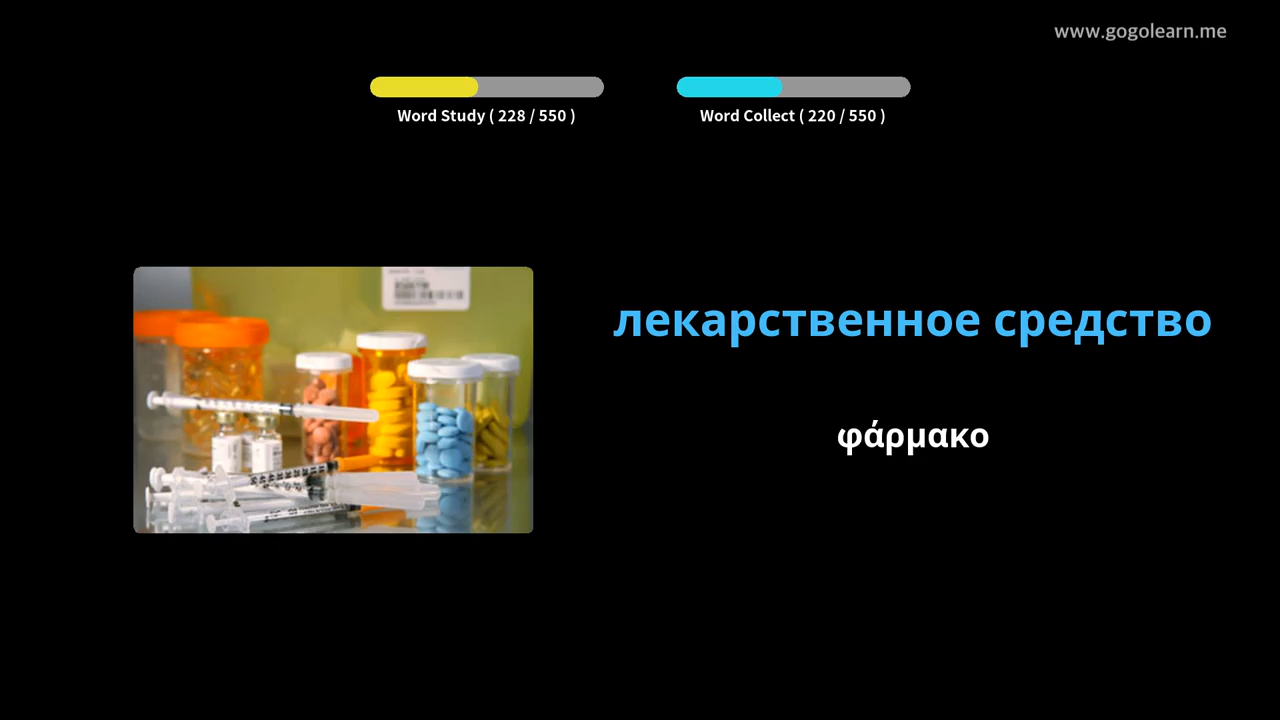 www.gogolearn.me
Word Study ( 228 / 550 )
Word Collect ( 220 / 550 )
лекарственное средство
φάρμακο